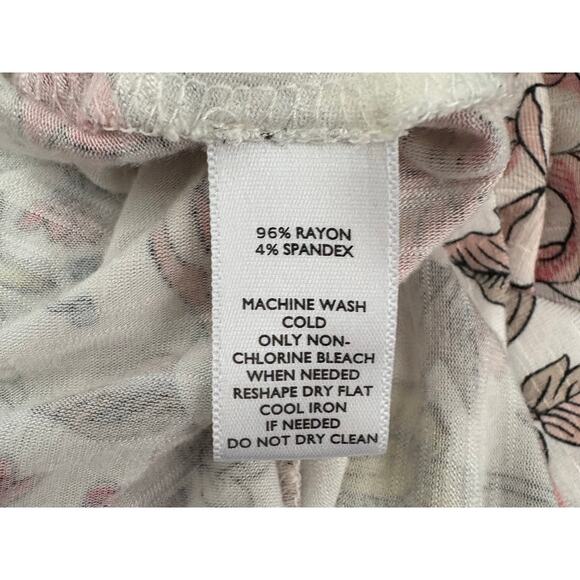 96% RAYON
4% SPANDEX
MACHINE WASH
COLD
ONLY NON-
CHLORINE BLEACH
WHEN NEEDED
RESHAPE DRY FLAT
COOL IRON
IF NEEDED
DO NOT DRY CLEAN